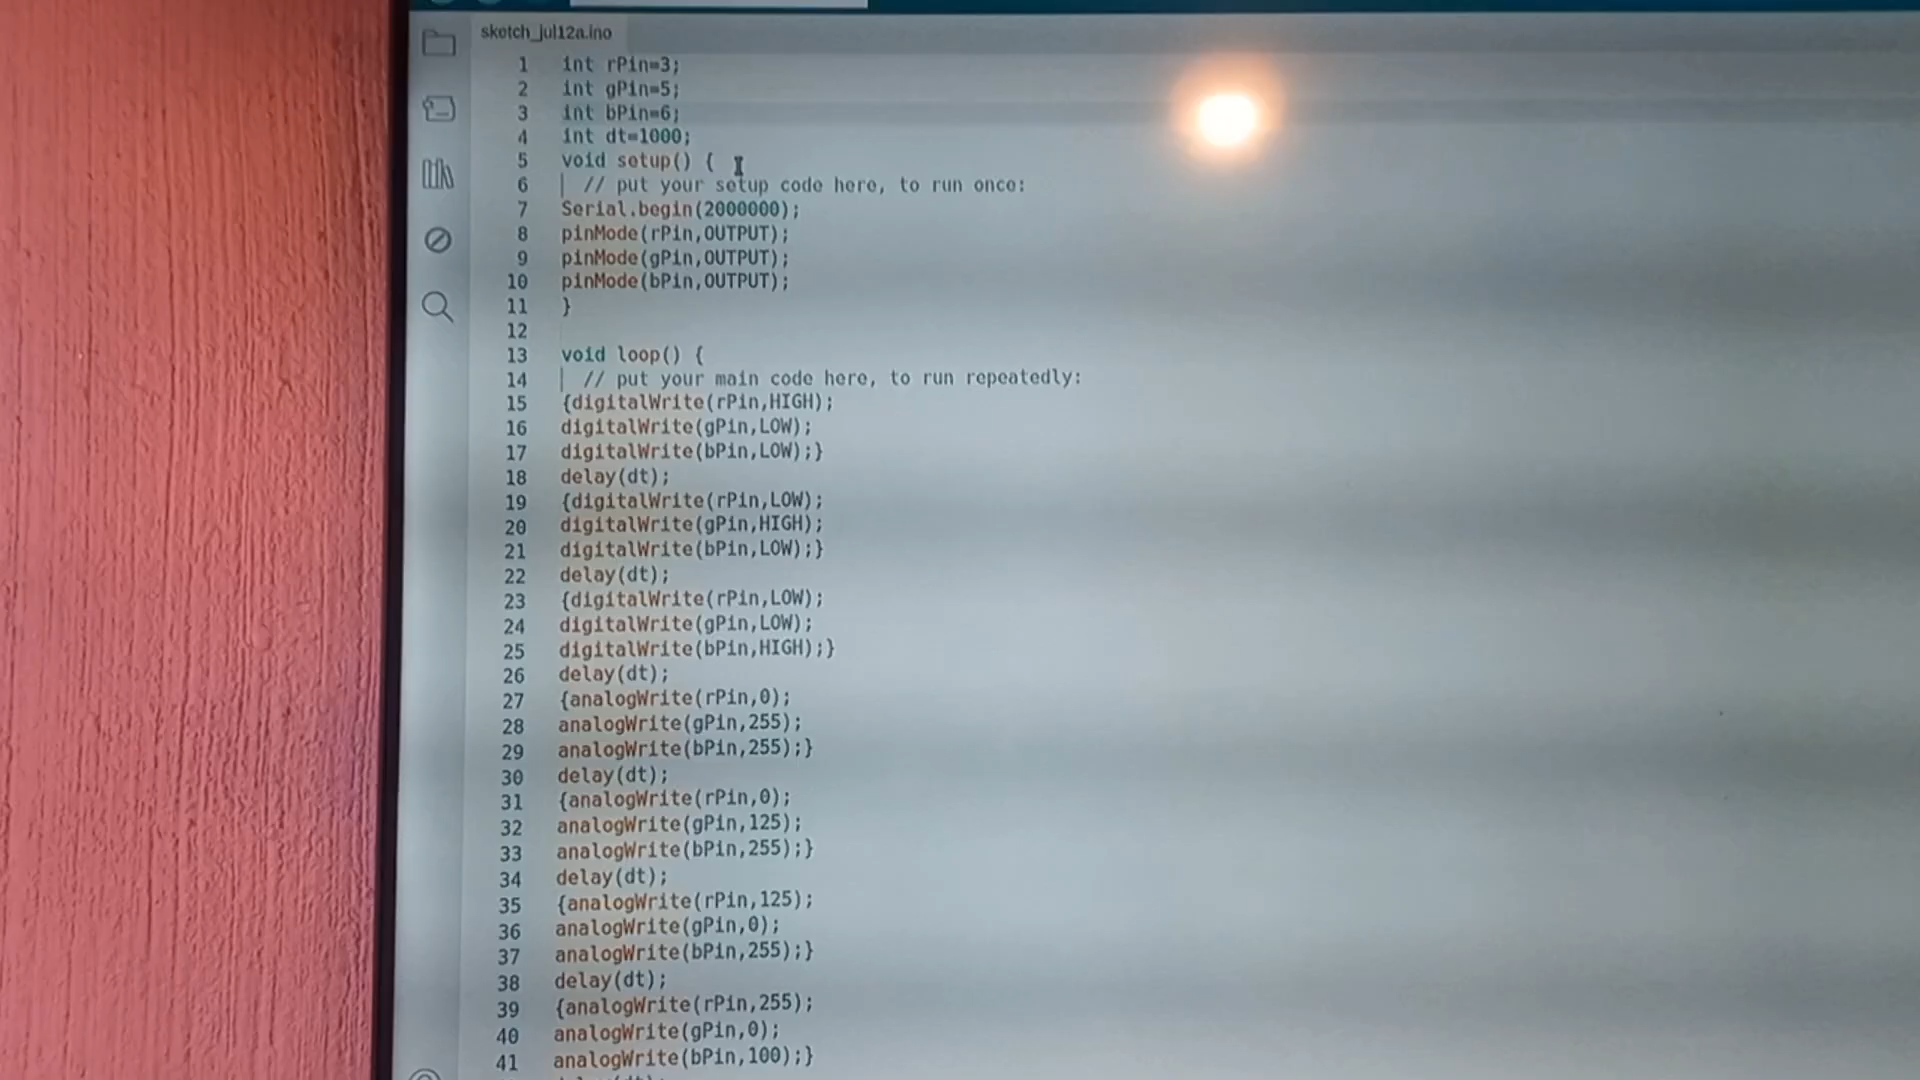 sketch_jul12a.ino
1 int rPin=3;
2 int gPin=5;
3 int bPin=6;
4 int dt=1000;
5 void setup() {
6 // put your setup code here, to run once:
7 Serial.begin(2000000);
8 pinMode(rPin,OUTPUT);
9 pinMode(gPin,OUTPUT);
10 pinMode(bPin,OUTPUT);
11 }
12
13 void loop() {
14 // put your main code here, to run repeatedly:
15 {digitalWrite(rPin,HIGH);
16 digitalWrite(gPin,LOW);
17 digitalWrite(bPin,LOW);}
18 delay(dt);
19 {digitalWrite(rPin,LOW);
20 digitalWrite(gPin,HIGH);
21 digitalWrite(bPin,LOW);}
22 delay(dt);
23 {digitalWrite(rPin,LOW);
24 digitalWrite(gPin,LOW);
25 digitalWrite(bPin,HIGH);}
26 delay(dt);
27 {analogWrite(rPin,0);
28 analogWrite(gPin,255);
29 analogWrite(bPin,255);}
30 delay(dt);
31 {analogWrite(rPin,0);
32 analogWrite(gPin,125);
33 analogWrite(bPin,255);}
34 delay(dt);
35 {analogWrite(rPin,125);
36 analogWrite(gPin,0);
37 analogWrite(bPin,255);}
38 delay(dt);
39 {analogWrite(rPin,255);
40 analogWrite(gPin,0);
41 analogWrite(bPin,100);}